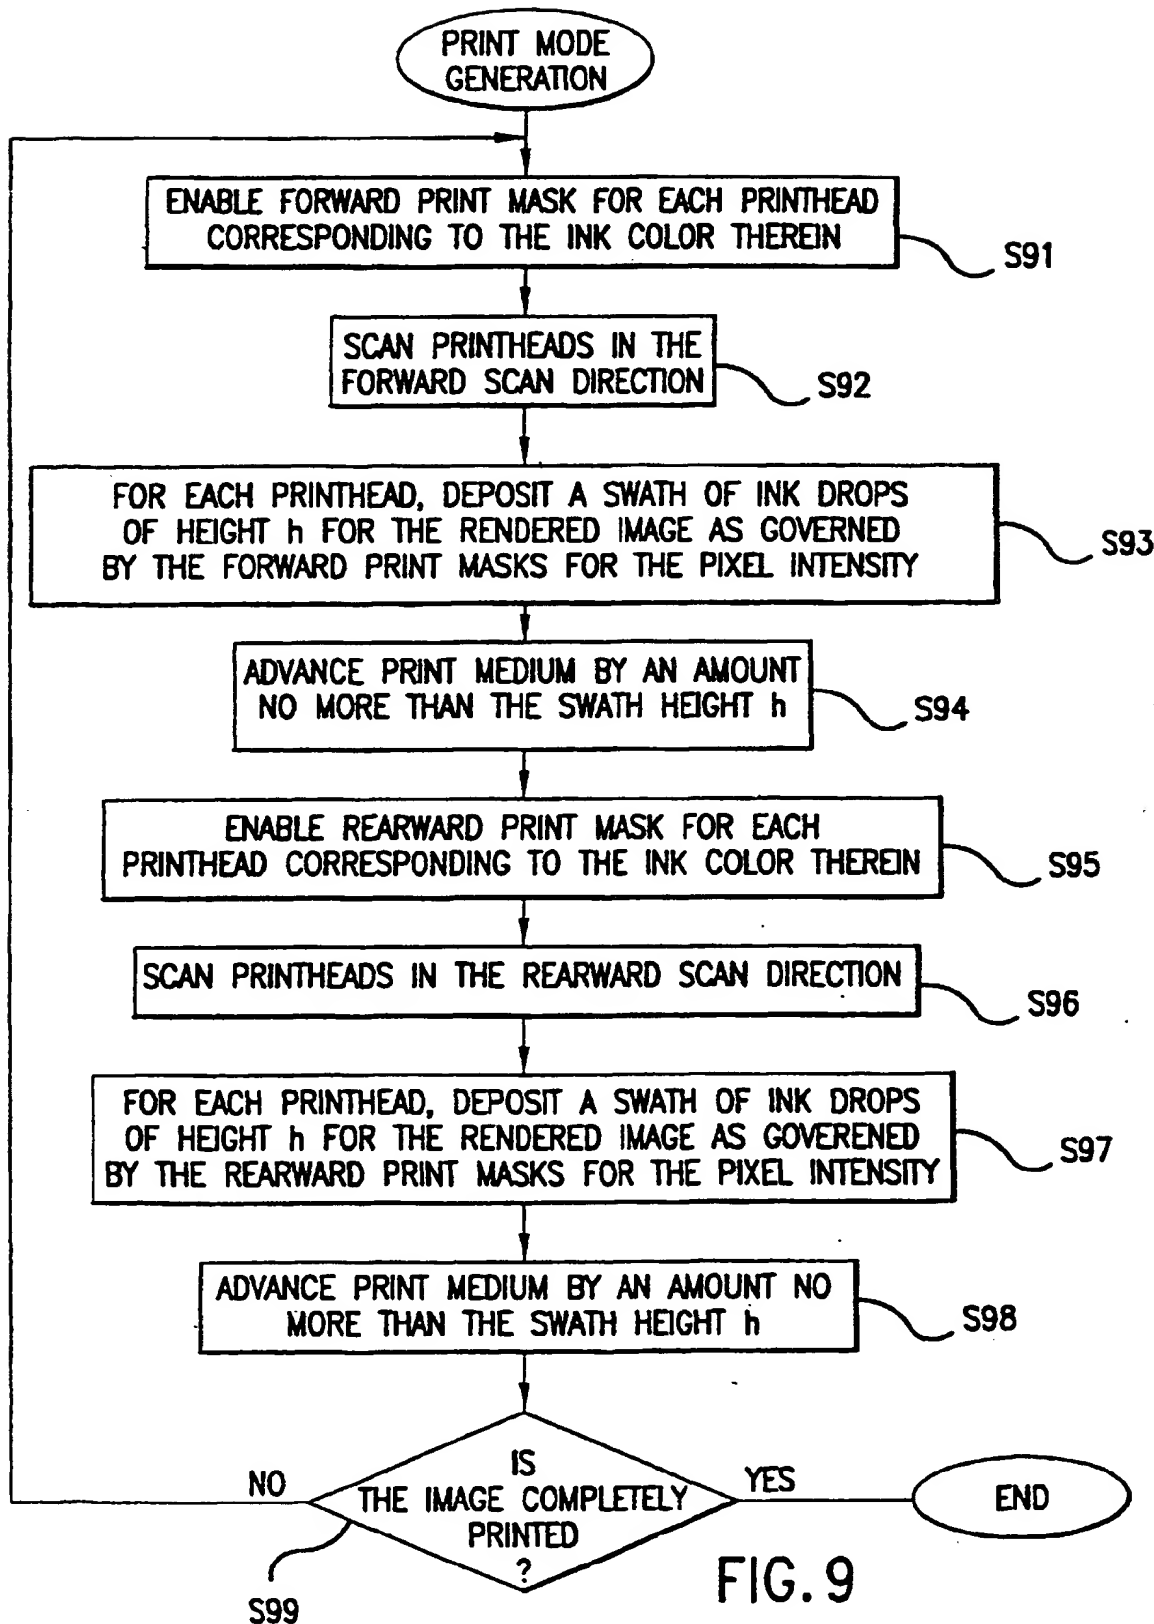 PRINT MODE
GENERATION
ENABLE FORWARD PRINT MASK FOR EACH PRINTHEAD
CORRESPONDING TO THE INK COLOR THEREIN
S91
SCAN PRINTHEADS IN THE
FORWARD SCAN DIRECTION
S92
FOR EACH PRINTHEAD, DEPOSIT A SWATH OF INK DROPS
OF HEIGHT h FOR THE RENDERED IMAGE AS GOVERNED
BY THE FORWARD PRINT MASKS FOR THE PIXEL INTENSITY
S93
ADVANCE PRINT MEDIUM BY AN AMOUNT
NO MORE THAN THE SWATH HEIGHT h
S94
ENABLE REARWARD PRINT MASK FOR EACH
PRINTHEAD CORRESPONDING TO THE INK COLOR THEREIN
S95
SCAN PRINTHEADS IN THE REARWARD SCAN DIRECTION
S96
FOR EACH PRINTHEAD, DEPOSIT A SWATH OF INK DROPS
OF HEIGHT h FOR THE RENDERED IMAGE AS GOVERENED
BY THE REARWARD PRINT MASKS FOR THE PIXEL INTENSITY
S97
ADVANCE PRINT MEDIUM BY AN AMOUNT NO
MORE THAN THE SWATH HEIGHT h
S98
NO
IS
THE IMAGE COMPLETELY
PRINTED
?
YES
END
S99
FIG. 9